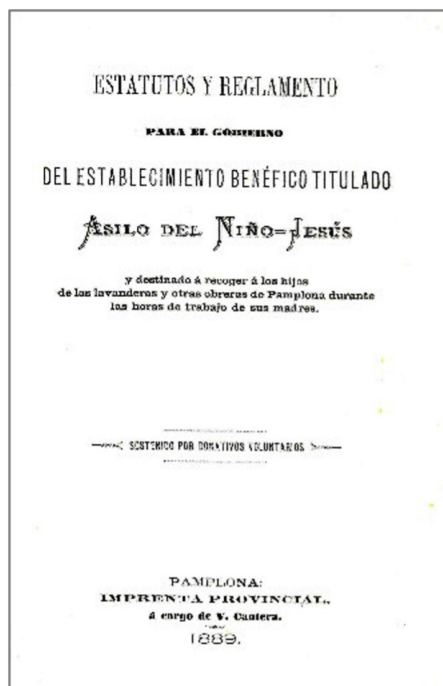 ESTATUTOS Y REGLAMENTO
PARA EL GOBIERNO
DEL ESTABLECIMIENTO BENÉFICO TITULADO
ASILO DEL NIÑO=JESÚS
y destinado á recoger á los hijos
de las lavanderas y otras obreras de Pamplona durante
las horas de trabajo de sus madres.
SOSTENIDO POR DONATIVOS VOLUNTARIOS
PAMPLONA:
IMPRENTA PROVINCIAL,
á cargo de V. Cantera.
1889.